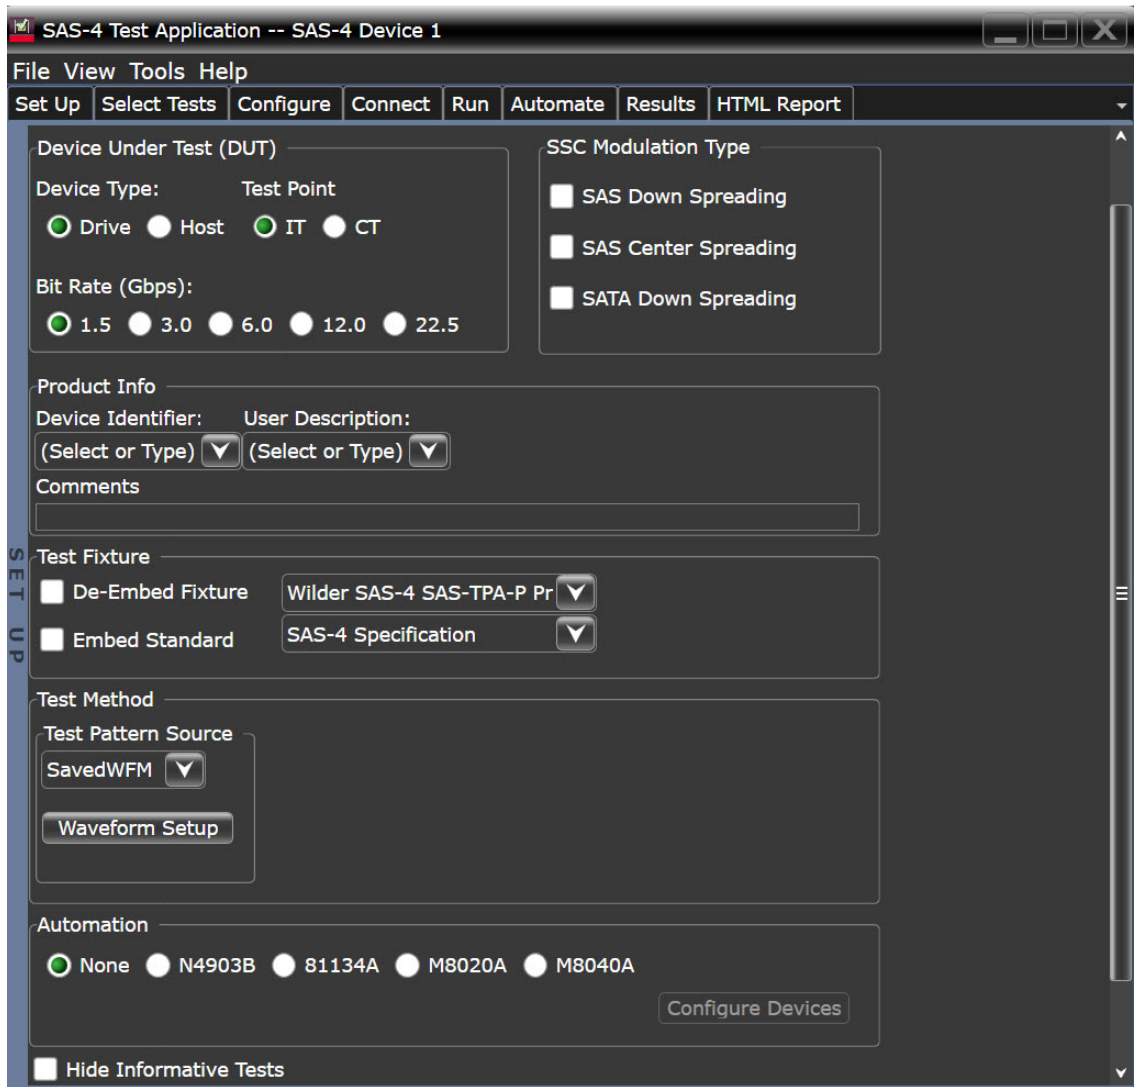 SAS-4 Test Application -- SAS-4 Device 1
File View Tools Help
Set Up Select Tests Configure Connect Run Automate Results HTML Report
Device Under Test (DUT)
Device Type: Test Point
Drive Host IT CT
Bit Rate (Gbps):
1.5 3.0 6.0 12.0 22.5
SSC Modulation Type
SAS Down Spreading
SAS Center Spreading
SATA Down Spreading
Product Info
Device Identifier: User Description:
(Select or Type) (Select or Type)
Comments
SET UP
Test Fixture
De-Embed Fixture Wilder SAS-4 SAS-TPA-P Pr
Embed Standard SAS-4 Specification
Test Method
Test Pattern Source
SavedWFM
Waveform Setup
Automation
None N4903B 81134A M8020A M8040A
Configure Devices
Hide Informative Tests